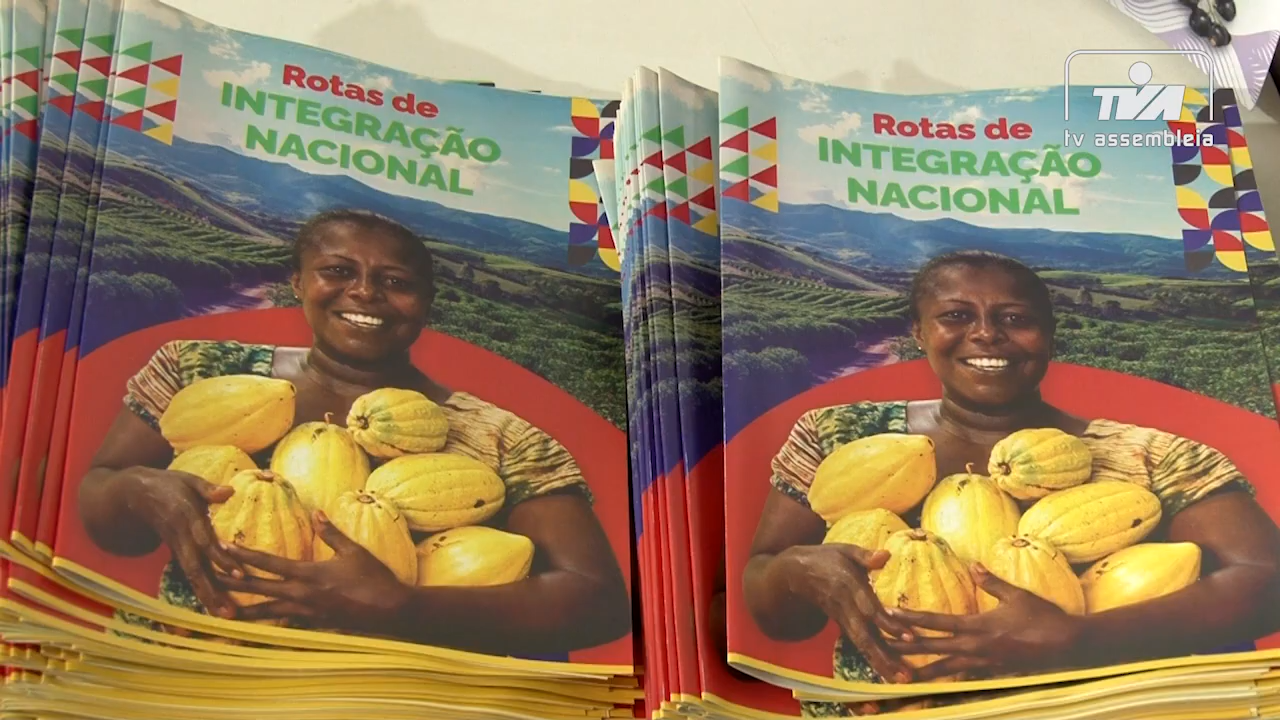 Rotas de
INTEGRAÇÃO
NACIONAL
Rotas de
INTEGRAÇÃO
NACIONAL
TVA
tv assembleia